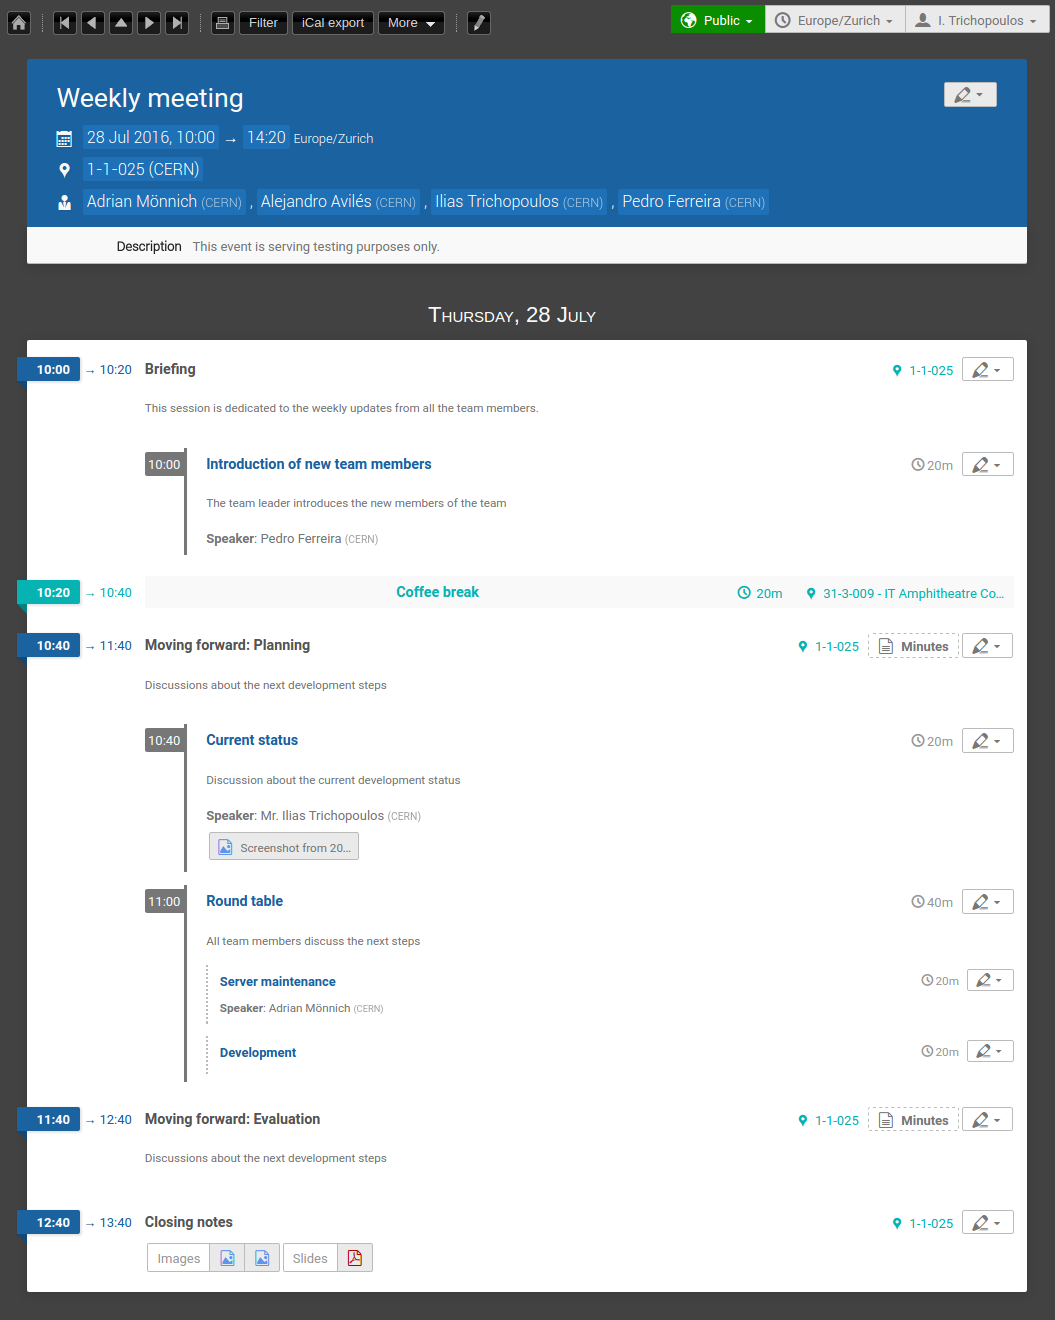 Filter iCal export More Public Europe/Zurich I. Trichopoulos
Weekly meeting
28 Jul 2016, 10:00 → 14:20 Europe/Zurich
1-1-025 (CERN)
Adrian Mönnich (CERN) , Alejandro Avilés (CERN) , Ilias Trichopoulos (CERN) , Pedro Ferreira (CERN)
Description This event is serving testing purposes only.
Thursday, 28 July
10:00 → 10:20 Briefing 1-1-025
This session is dedicated to the weekly updates from all the team members.
10:00 Introduction of new team members 20m
The team leader introduces the new members of the team
Speaker: Pedro Ferreira (CERN)
10:20 → 10:40 Coffee break 20m 31-3-009 - IT Amphitheatre Co...
10:40 → 11:40 Moving forward: Planning 1-1-025 Minutes
Discussions about the next development steps
10:40 Current status 20m
Discussion about the current development status
Speaker: Mr. Ilias Trichopoulos (CERN)
Screenshot from 20...
11:00 Round table 40m
All team members discuss the next steps
Server maintenance 20m
Speaker: Adrian Mönnich (CERN)
Development 20m
11:40 → 12:40 Moving forward: Evaluation 1-1-025 Minutes
Discussions about the next development steps
12:40 → 13:40 Closing notes 1-1-025
Images Slides